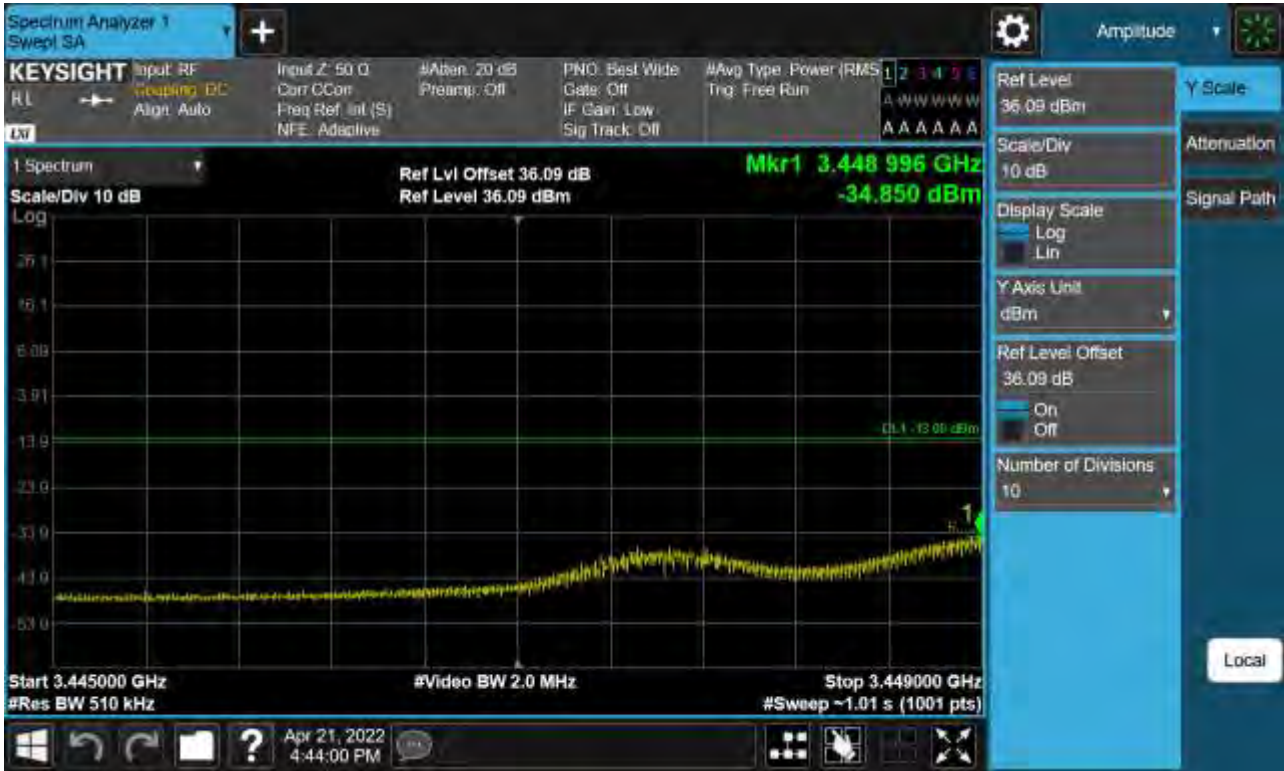 Spectrum Analyzer 1
Swept SA
Amplitude
KEYSIGHT
RL
LXI
Input: RF
Coupling: DC
Align: Auto
Input Z: 50 Ω
Corr CCorr
Freq Ref: Int (S)
NFE: Adaptive
#Atten: 20 dB
Preamp: Off
PNO: Best Wide
Gate: Off
IF Gain: Low
Sig Track: Off
#Avg Type: Power (RMS
Trig: Free Run
1 2 3 4 5 6
A W W W W W
A A A A A A
1 Spectrum
Scale/Div 10 dB
Log
Ref Lvl Offset 36.09 dB
Ref Level 36.09 dBm
Mkr1 3.448 996 GHz
-34.850 dBm
26.1
16.1
6.09
-3.91
-13.9
-23.9
-33.9
-43.9
-53.9
DL1 -13.00 dBm
1
Start 3.445000 GHz
#Res BW 510 kHz
#Video BW 2.0 MHz
Stop 3.449000 GHz
#Sweep ~1.01 s (1001 pts)
Ref Level
36.09 dBm
Scale/Div
10 dB
Display Scale
Log
Lin
Y Axis Unit
dBm
Ref Level Offset
36.09 dB
On
Off
Number of Divisions
10
Y Scale
Attenuation
Signal Path
Local
?
Apr 21, 2022
4:44:00 PM